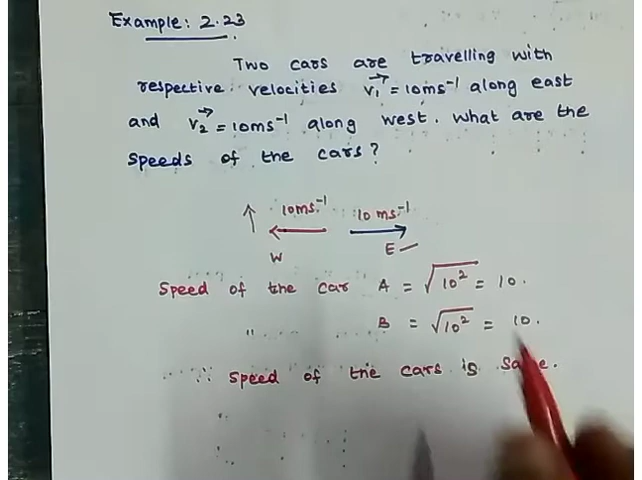 Example: 2.23
Two cars are travelling with
respective velocities v₁ = 10ms⁻¹ along east
and v₂ = 10ms⁻¹ along west. What are the
speeds of the cars?
10ms⁻¹ 10 ms⁻¹
W E
Speed of the car A = √10² = 10.
" B = √10² = 10.
∴ speed of the cars is same.